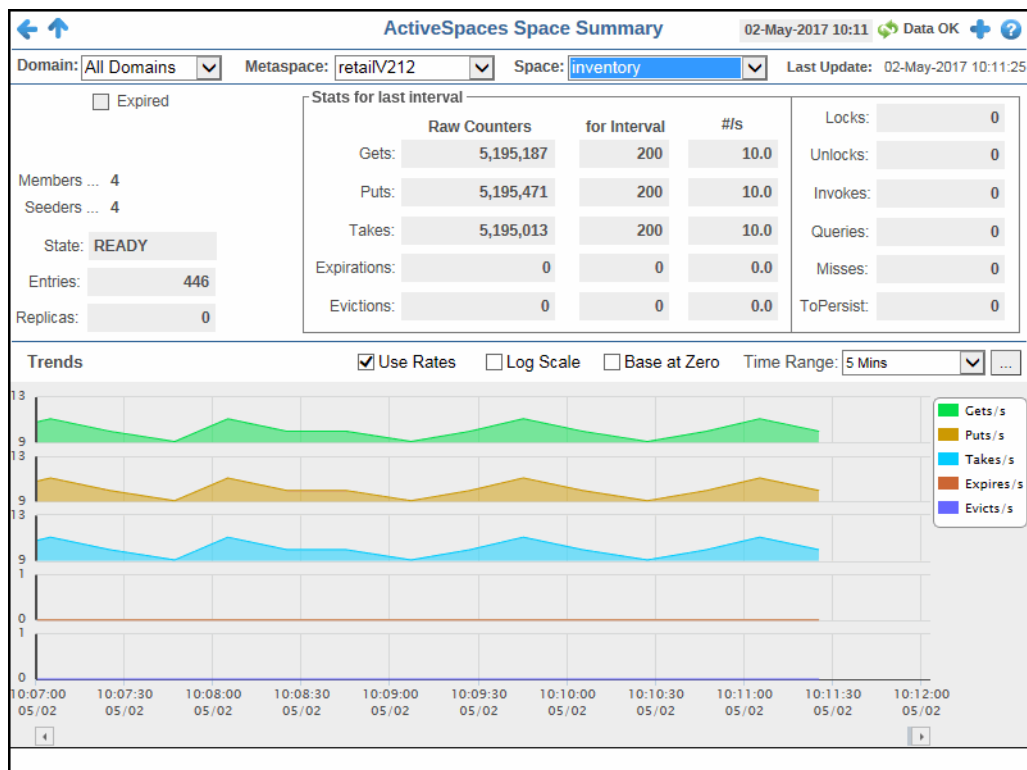 ActiveSpaces Space Summary 02-May-2017 10:11 Data OK
Domain: All Domains Metaspace: retailV212 Space: inventory Last Update: 02-May-2017 10:11:25
Expired
Members ... 4
Seeders ... 4
State: READY
Entries: 446
Replicas: 0
Stats for last interval
Raw Counters for Interval #/s
Gets: 5,195,187 200 10.0
Puts: 5,195,471 200 10.0
Takes: 5,195,013 200 10.0
Expirations: 0 0 0.0
Evictions: 0 0 0.0
Locks: 0
Unlocks: 0
Invokes: 0
Queries: 0
Misses: 0
ToPersist: 0
Trends Use Rates Log Scale Base at Zero Time Range: 5 Mins ...
13
9
13
9
13
9
1
0
1
0
Gets/s
Puts/s
Takes/s
Expires/s
Evicts/s
10:07:00 10:07:30 10:08:00 10:08:30 10:09:00 10:09:30 10:10:00 10:10:30 10:11:00 10:11:30 10:12:00
05/02 05/02 05/02 05/02 05/02 05/02 05/02 05/02 05/02 05/02 05/02